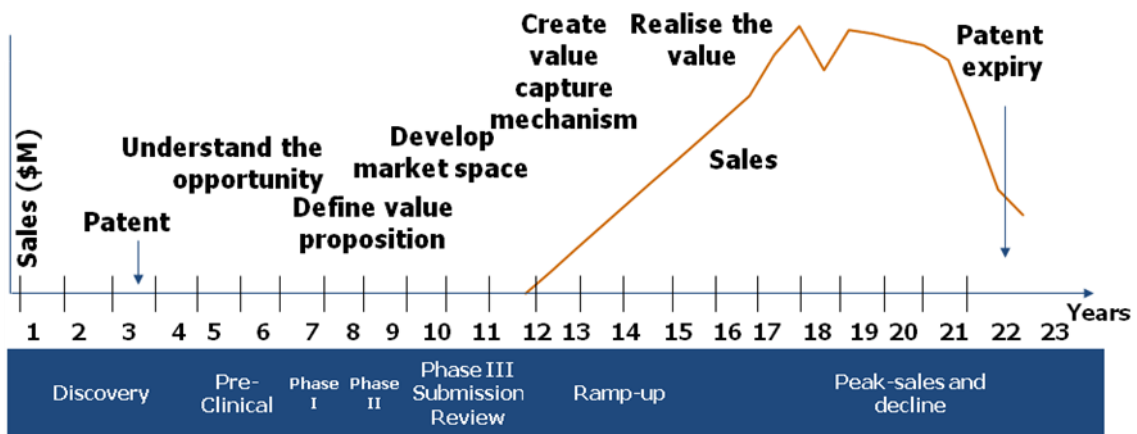 Create
value
capture
mechanism
Realise the
value
Patent
expiry
Develop
market space
Understand the
opportunity
Define value
proposition
Patent
Sales
Sales ($M)
Years
1 2 3 4 5 6 7 8 9 10 11 12 13 14 15 16 17 18 19 20 21 22 23
Discovery
Pre-
Clinical
Phase
I
Phase
II
Phase III
Submission
Review
Ramp-up
Peak-sales and
decline